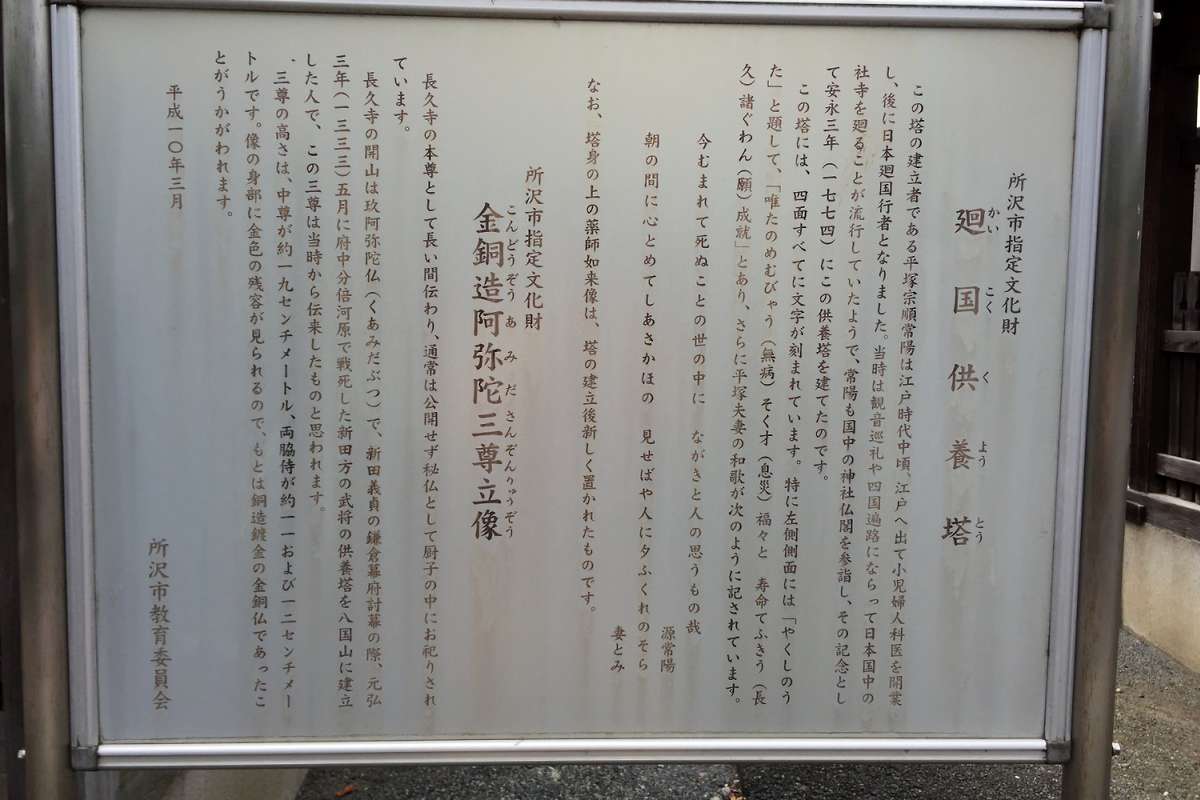 所沢市指定文化財
廻国供養塔
かいこくくようとう
この塔の建立者である平塚宗順常陽は江戸時代中頃、江戸へ出て小児婦人科医を開業
し、後に日本廻国行者となりました。当時は観音巡礼や四国遍路にならって日本国中の
社寺を廻ることが流行していたようで、常陽も国中の神社仏閣を参詣し、その記念とし
て安永三年（一七七四）にこの供養塔を建てたのです。
この塔には、四面すべてに文字が刻まれています。特に左側側面には「やくしのう
た」と題して、「唯たのめむびゃう（無病）そくオ（息災）福々と　寿命てふきう（長
久）諸ぐわん（願）成就」とあり、さらに平塚夫妻の和歌が次のように記されています。
今むまれて死ぬことの世の中に　ながきと人の思うもの哉
源常陽
朝の間に心とめてしあさかほの　見せばや人に夕ふくれのそら
妻とみ
なお、塔身の上の薬師如来像は、塔の建立後新しく置かれたものです。
所沢市指定文化財
金銅造阿弥陀三尊立像
こんどうぞうあみださんぞんりゅうぞう
長久寺の本尊として長い間伝わり、通常は公開せず秘仏として厨子の中にお祀りされ
ています。
長久寺の開山は玖阿弥陀仏（くあみだぶつ）で、新田義貞の鎌倉幕府討幕の際、元弘
三年（一三三三）五月に府中分倍河原で戦死した新田方の武将の供養塔を八国山に建立
した人で、この三尊は当時から伝来したものと思われます。
三尊の高さは、中尊が約一九センチメートル、両脇侍が約一一および一二センチメー
トルです。像の身部に金色の残容が見られるので、もとは銅造鍍金の金銅仏であったこ
とがうかがわれます。
平成一〇年三月
所沢市教育委員会